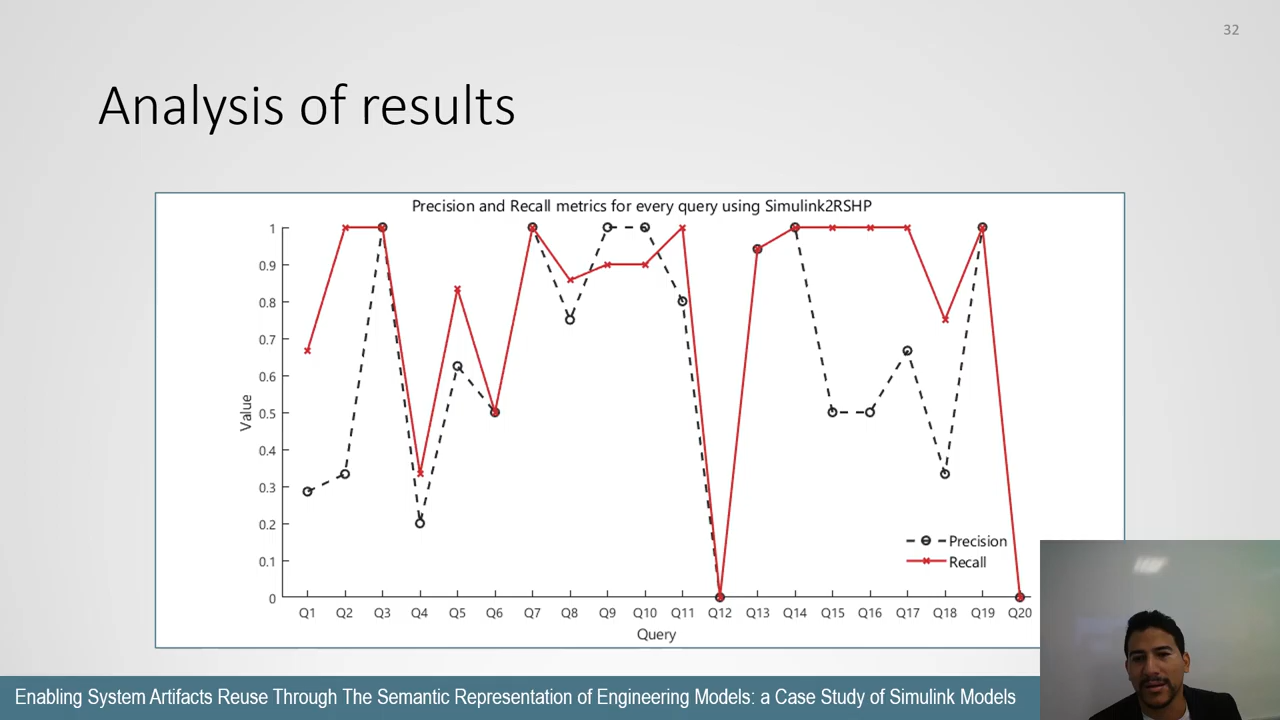 32
Analysis of results
Precision and Recall metrics for every query using Simulink2RSHP
1
0.9
0.8
0.7
0.6
0.5
0.4
0.3
0.2
0.1
0
Value
Q1 Q2 Q3 Q4 Q5 Q6 Q7 Q8 Q9 Q10 Q11 Q12 Q13 Q14 Q15 Q16 Q17 Q18 Q19 Q20
Query
Precision
Recall
Enabling System Artifacts Reuse Through The Semantic Representation of Engineering Models: a Case Study of Simulink Models